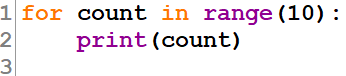 1 for count in range(10):
2     print(count)
3